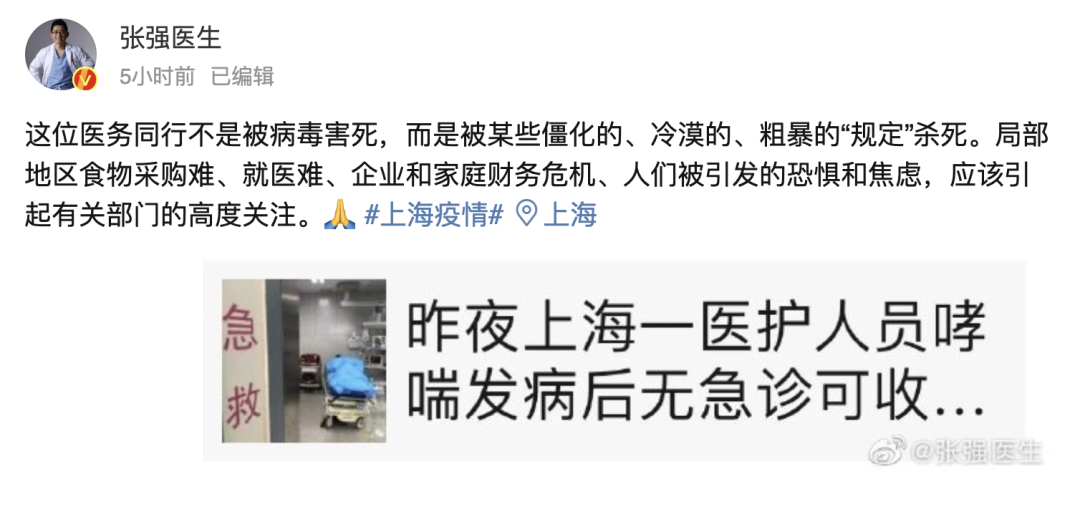 张强医生
5小时前 已编辑
这位医务同行不是被病毒害死，而是被某些僵化的、冷漠的、粗暴的“规定”杀死。局部
地区食物采购难、就医难、企业和家庭财务危机、人们被引发的恐惧和焦虑，应该引
起有关部门的高度关注。🙏 #上海疫情# 上海
急救
昨夜上海一医护人员哮
喘发病后无急诊可收...
@张强医生